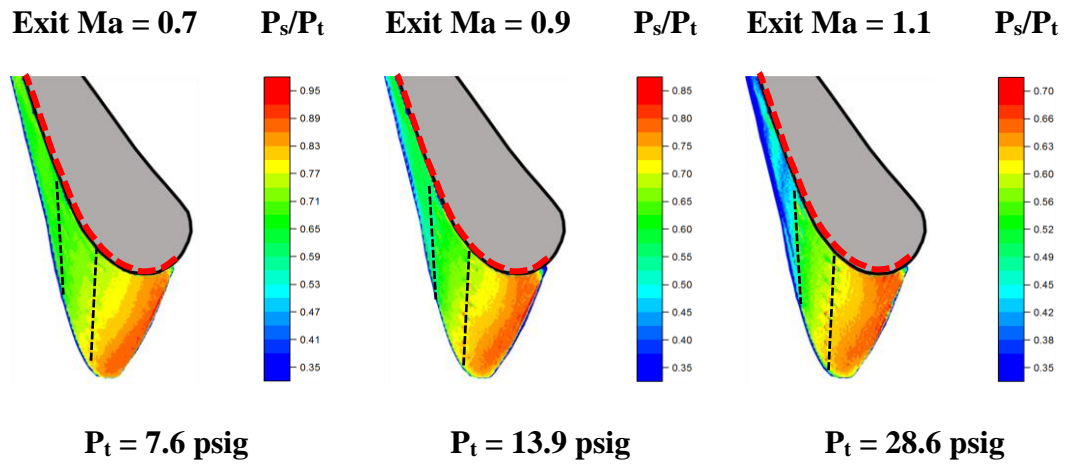 Exit Ma = 0.7 Pₛ/Pₜ Exit Ma = 0.9 Pₛ/Pₜ Exit Ma = 1.1 Pₛ/Pₜ
0.95 0.85 0.70
0.89 0.80 0.66
0.83 0.75 0.63
0.77 0.70 0.60
0.71 0.65 0.56
0.65 0.60 0.52
0.59 0.55 0.49
0.53 0.50 0.45
0.47 0.45 0.42
0.41 0.40 0.38
0.35 0.35 0.35
Pₜ = 7.6 psig Pₜ = 13.9 psig Pₜ = 28.6 psig